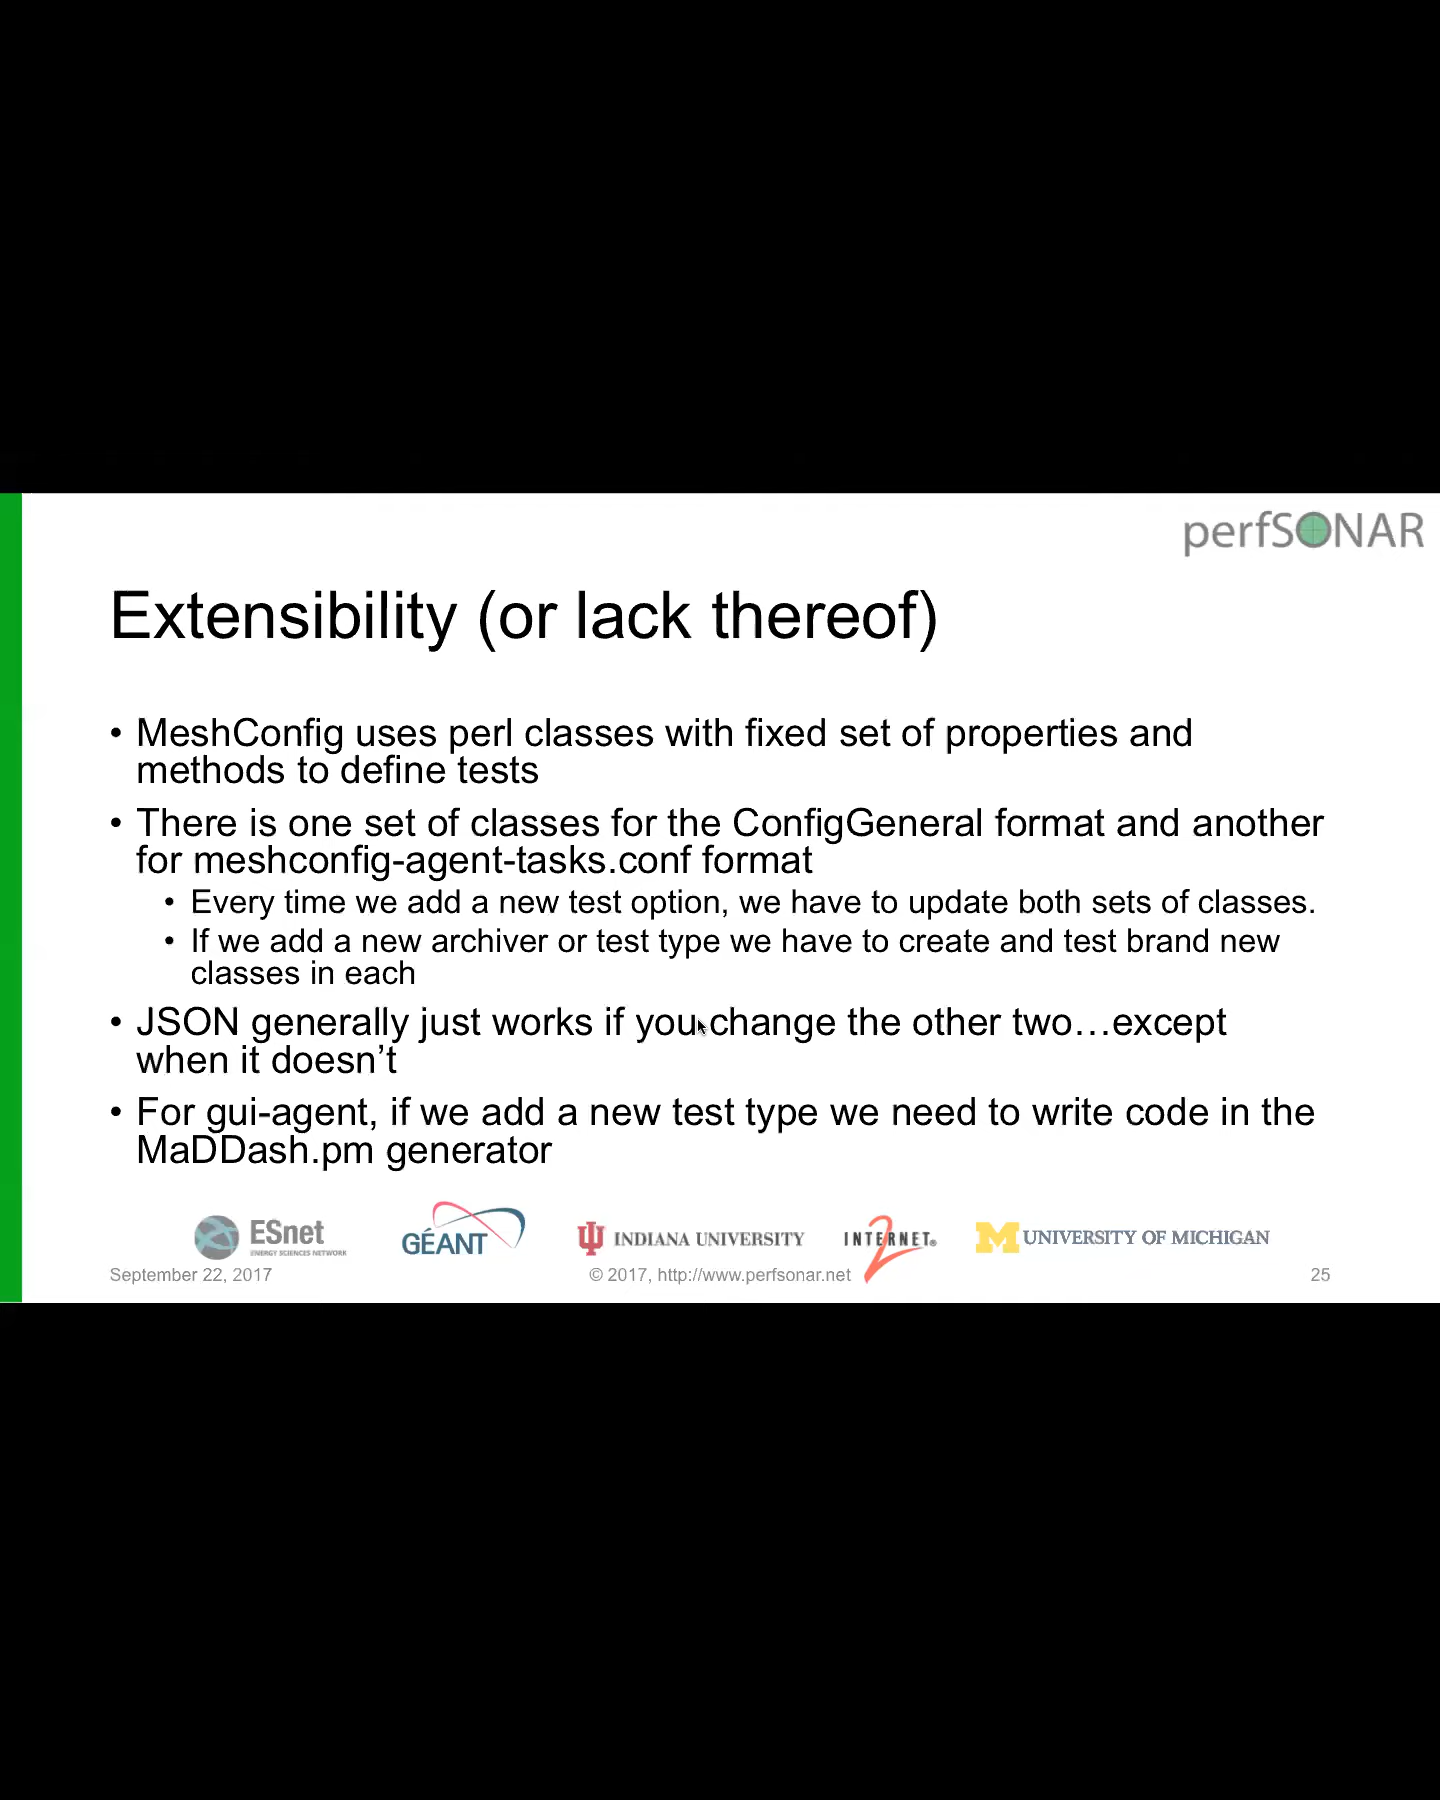 perfSONAR
Extensibility (or lack thereof)
• MeshConfig uses perl classes with fixed set of properties and
methods to define tests
• There is one set of classes for the ConfigGeneral format and another
for meshconfig-agent-tasks.conf format
• Every time we add a new test option, we have to update both sets of classes.
• If we add a new archiver or test type we have to create and test brand new
classes in each
• JSON generally just works if you change the other two…except
when it doesn’t
• For gui-agent, if we add a new test type we need to write code in the
MaDDash.pm generator
ESnet
ENERGY SCIENCES NETWORK
GÉANT
INDIANA UNIVERSITY
INTERNET®
2
M UNIVERSITY OF MICHIGAN
September 22, 2017
© 2017, http://www.perfsonar.net
25